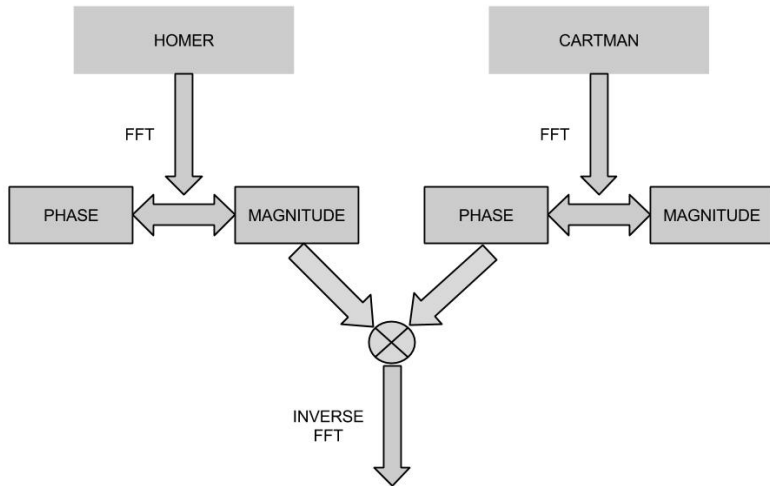 HOMER
CARTMAN
FFT
FFT
PHASE
MAGNITUDE
PHASE
MAGNITUDE
INVERSE
FFT